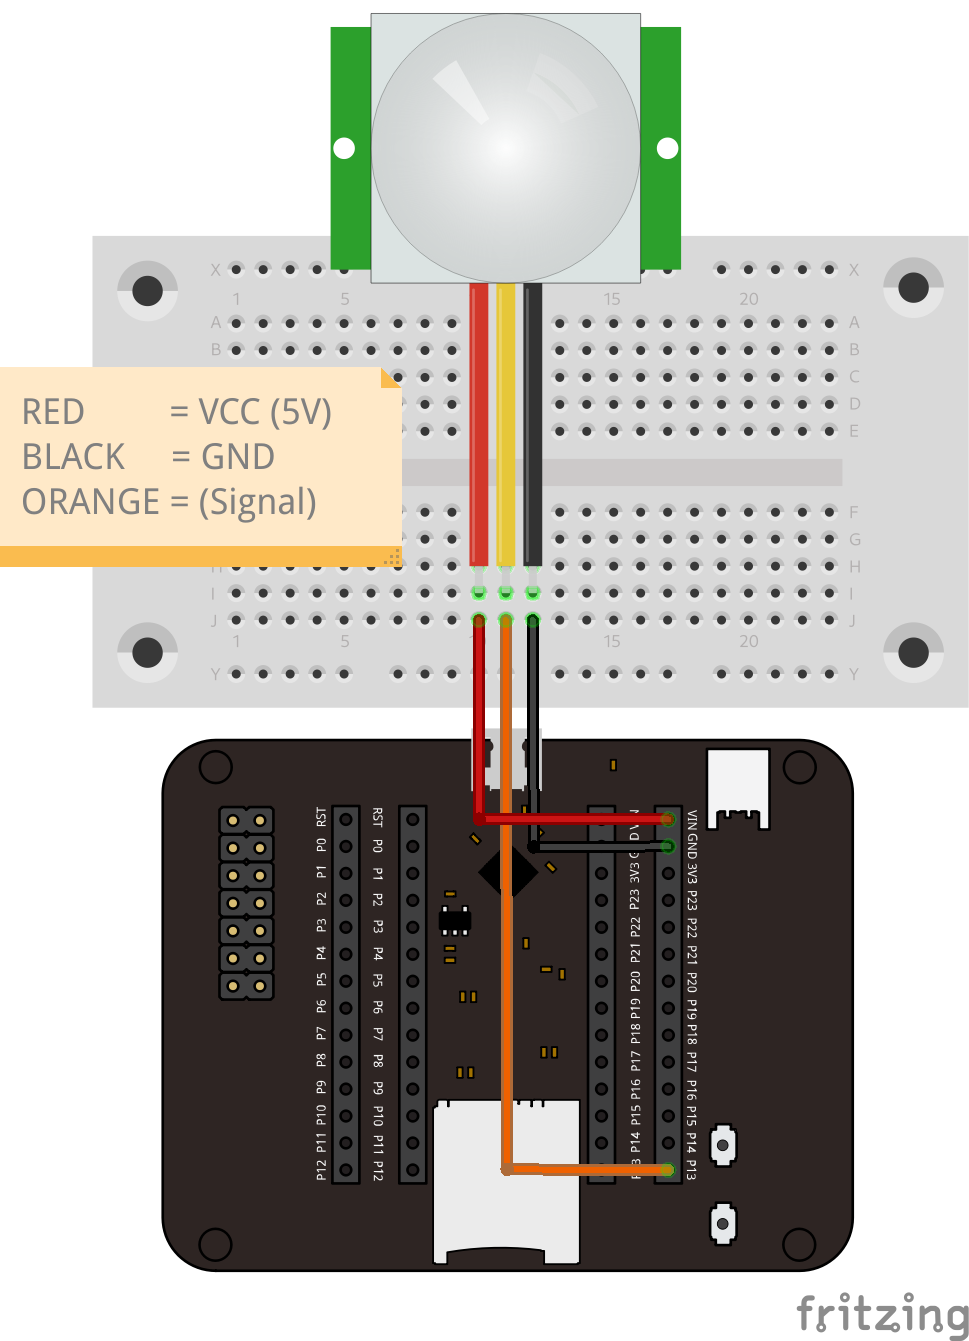 X X
1 5 15 20
A A
B B
C
D
E
RED = VCC (5V)
BLACK = GND
ORANGE = (Signal)
F
G
H
I I
J J
1 5 15 20
Y Y
RST RST VIN
P0 P0 GND
P1 P1 3V3 3V3
P2 P2 P23 P23
P3 P3 P22 P22
P4 P4 P21 P21
P5 P5 P20 P20
P6 P6 P19 P19
P7 P7 P18 P18
P8 P8 P17 P17
P9 P9 P16 P16
P10 P10 P15 P15
P11 P11 P14 P14
P12 P12 P13
fritzing